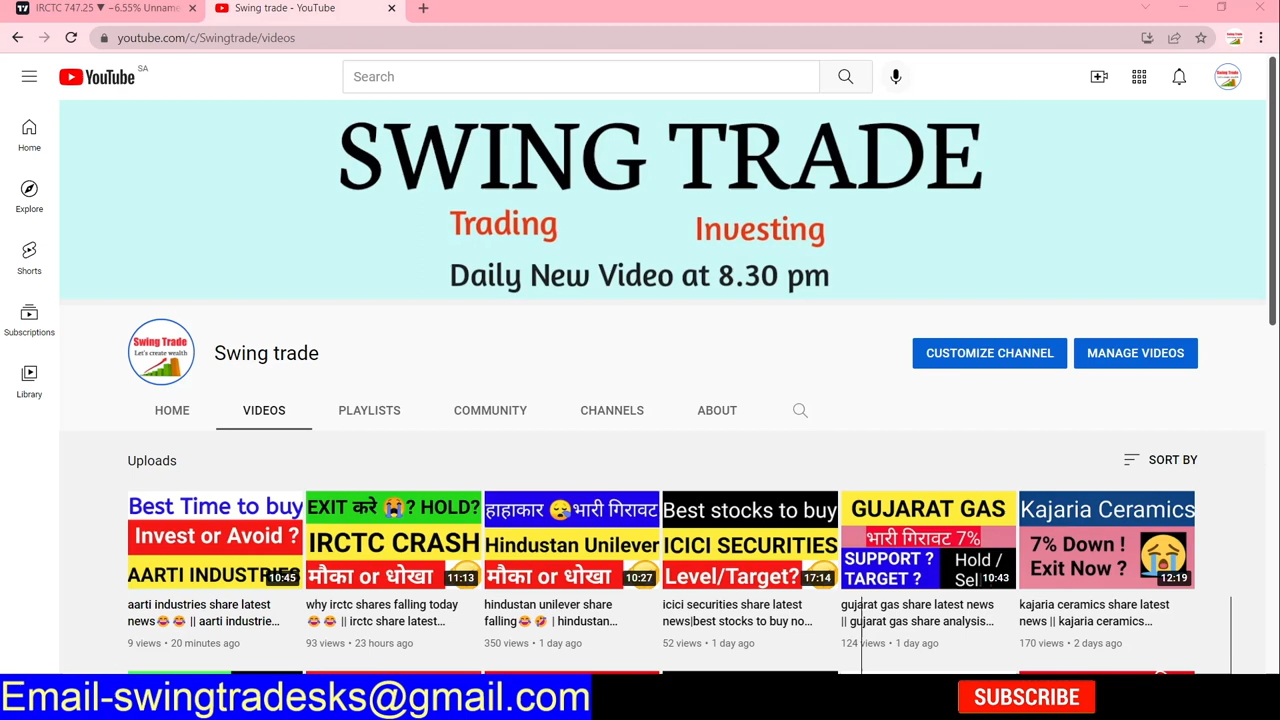 IRCTC 747.25 ▼ −6.55% Unname
Swing trade - YouTube
youtube.com/c/Swingtrade/videos
YouTube SA
Search
SWING TRADE
Trading Investing
Daily New Video at 8.30 pm
Home
Explore
Shorts
Subscriptions
Library
Swing Trade
Let's create wealth
Swing trade
CUSTOMIZE CHANNEL
MANAGE VIDEOS
HOME VIDEOS PLAYLISTS COMMUNITY CHANNELS ABOUT
Uploads
SORT BY
Best Time to buy
Invest or Avoid ?
AARTI INDUSTRIES
10:45
aarti industries share latest
news😂😂 || aarti industrie…
9 views • 20 minutes ago
EXIT करे 😭? HOLD?
IRCTC CRASH
मौका or धोखा
11:13
why irctc shares falling today
😂😂 || irctc share latest…
93 views • 23 hours ago
हाहाकार 😪भारी गिरावट
Hindustan Unilever
मौका or धोखा
10:27
hindustan unilever share
falling😂🤣 | hindustan…
350 views • 1 day ago
Best stocks to buy
ICICI SECURITIES
Level/Target?
17:14
icici securities share latest
news|best stocks to buy no…
52 views • 1 day ago
GUJARAT GAS
भारी गिरावट 7%
SUPPORT ?
TARGET ?
Hold /
Sel
10:43
gujarat gas share latest news
|| gujarat gas share analysis…
124 views • 1 day ago
Kajaria Ceramics
7% Down !
Exit Now ?
12:19
kajaria ceramics share latest
news || kajaria ceramics…
170 views • 2 days ago
Email-swingtradesks@gmail.com
SUBSCRIBE